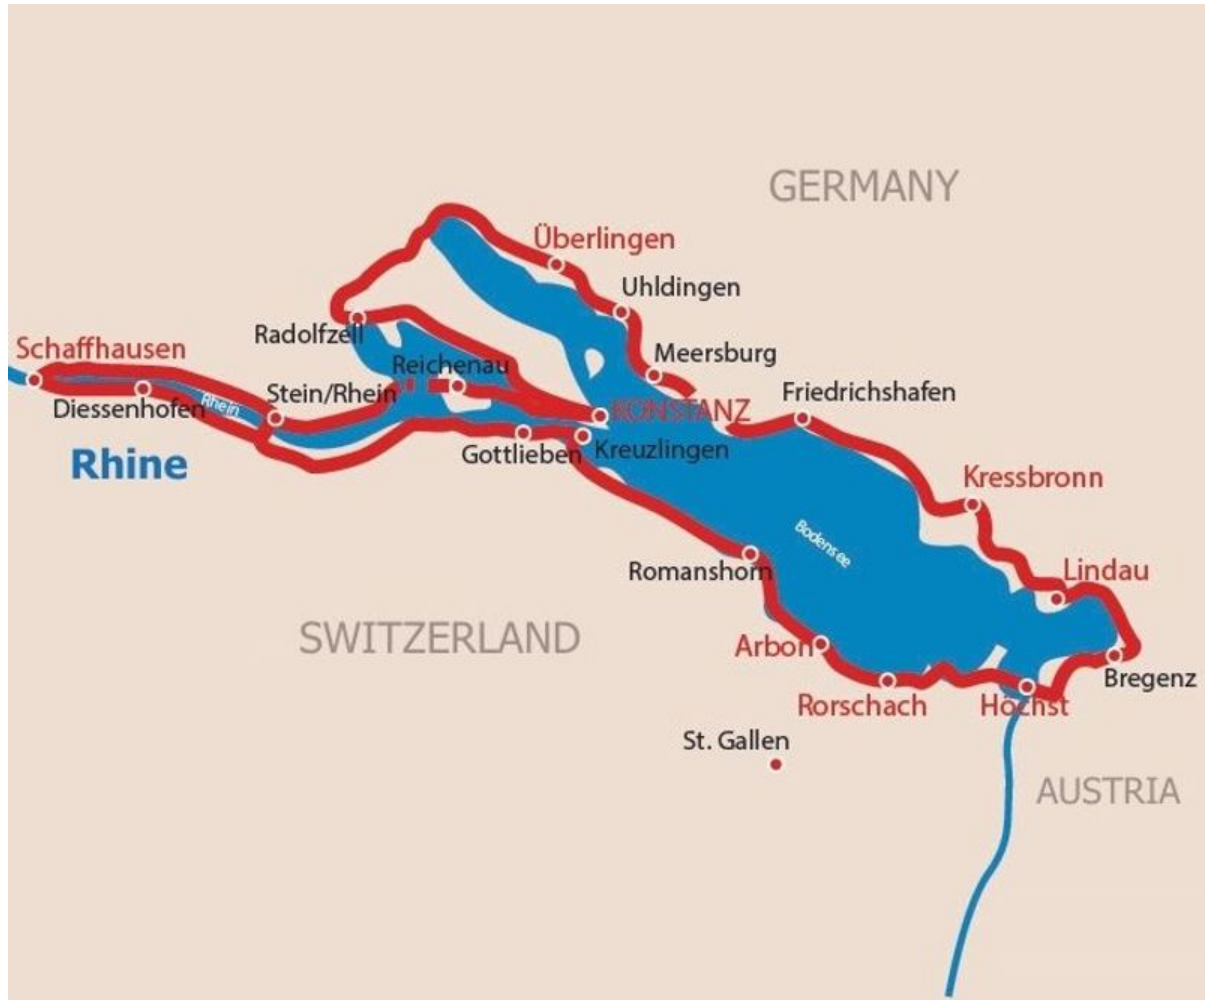 GERMANY
Überlingen
Uhldingen
Radolfzell
Schaffhausen
Meersburg
Reichenau
Stein/Rhein
Friedrichshafen
Diessenhofen
Rhein
KONSTANZ
Rhine
Gottlieben
Kreuzlingen
Kressbronn
Bodensee
Romanshorn
Lindau
SWITZERLAND
Arbon
Bregenz
Rorschach
Höchst
St. Gallen
AUSTRIA